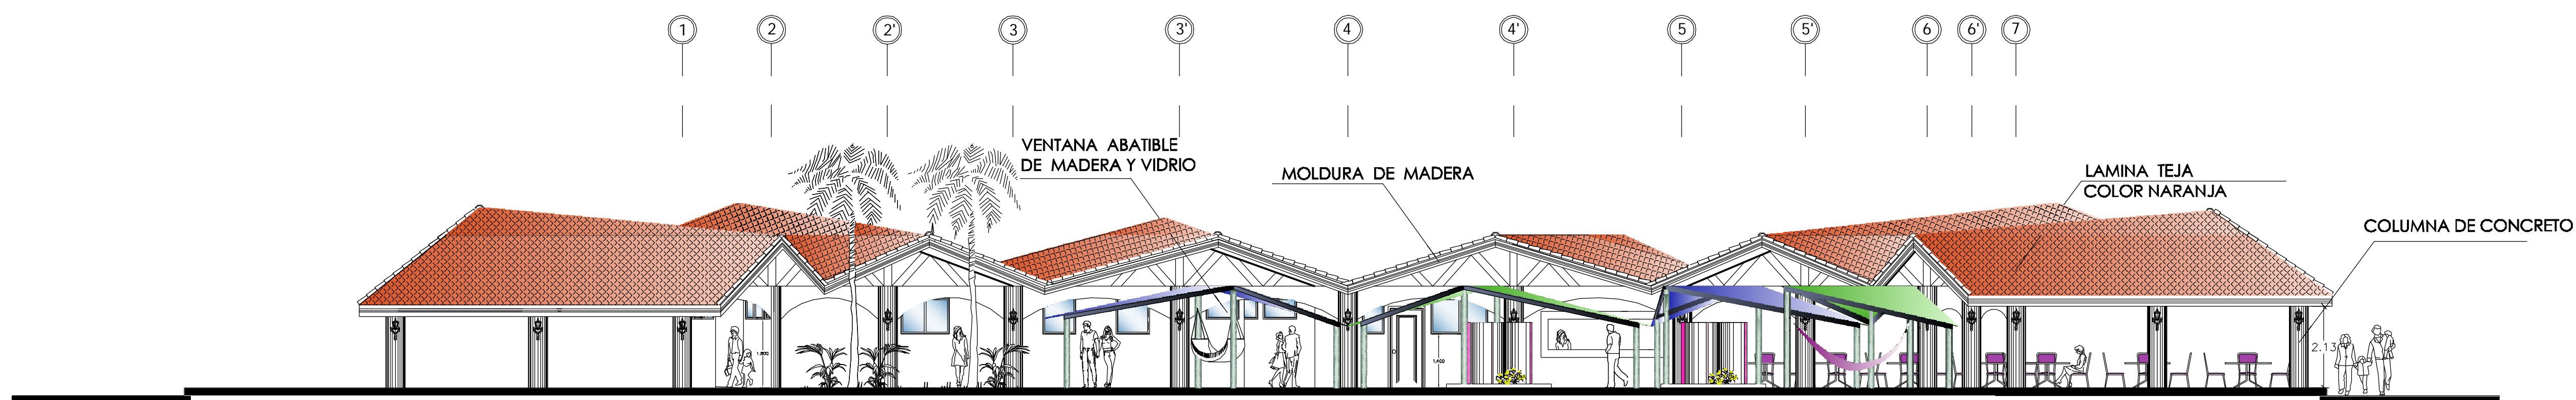 1 2 2' 3 3' 4 4' 5 5' 6 6' 7
VENTANA ABATIBLE
DE MADERA Y VIDRIO
MOLDURA DE MADERA
LAMINA TEJA
COLOR NARANJA
COLUMNA DE CONCRETO
2.13